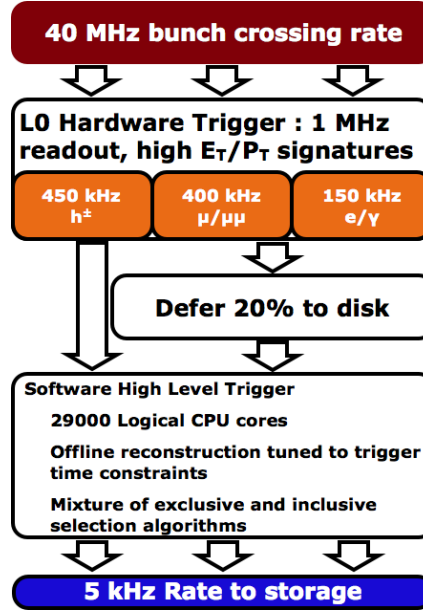 40 MHz bunch crossing rate
L0 Hardware Trigger : 1 MHz
readout, high E_T/P_T signatures
450 kHz
h±
400 kHz
μ/μμ
150 kHz
e/γ
Defer 20% to disk
Software High Level Trigger
29000 Logical CPU cores
Offline reconstruction tuned to trigger
time constraints
Mixture of exclusive and inclusive
selection algorithms
5 kHz Rate to storage